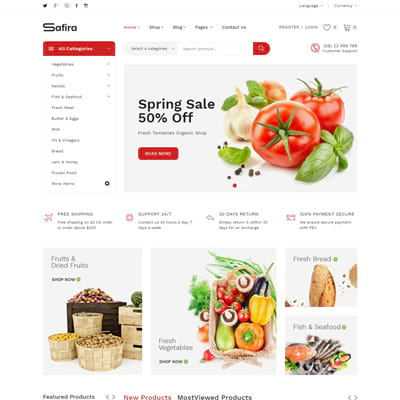 Language
Currency
Safira
Home
Shop
Blog
Pages
Contact Us
REGISTER / LOGIN
All Categories
Select a categories
Search product...
(08) 23 456 789
Customer Support
Vegetables
Fruits
Salads
Fish & Seafood
Fresh Meat
Butter & Eggs
Milk
Oil & Vinegars
Bread
Jam & Honey
Frozen Food
More Items
Spring Sale
50% Off
Fresh Tomatoes Organic Shop
READ MORE
FREE SHIPPING
Free shipping on all US order
or order above $200
SUPPORT 24/7
Contact us 24 hours a day, 7
days a week
30 DAYS RETURN
Simply return it within 30
days for an exchange
100% PAYMENT SECURE
We ensure secure payment
with PEV
Fruits &
Dried Fruits
SHOP NOW
Fresh
Vegetables
SHOP NOW
Fresh Bread
Fish & Seafood
Featured Products
New Products
MostViewed Products